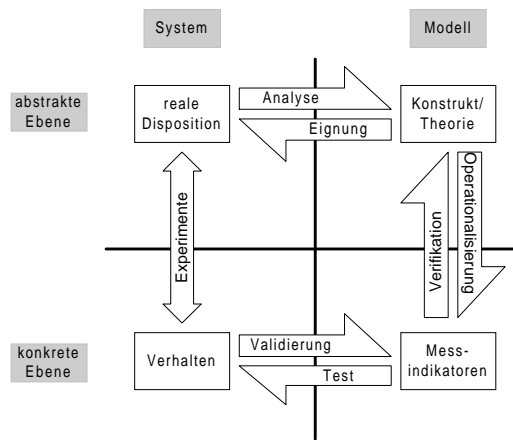 System
Modell
abstrakte
Ebene
reale
Disposition
Analyse
Eignung
Konstrukt/
Theorie
Experimente
Verifikation
Operationalisierung
konkrete
Ebene
Verhalten
Validierung
Test
Mess-
indikatoren